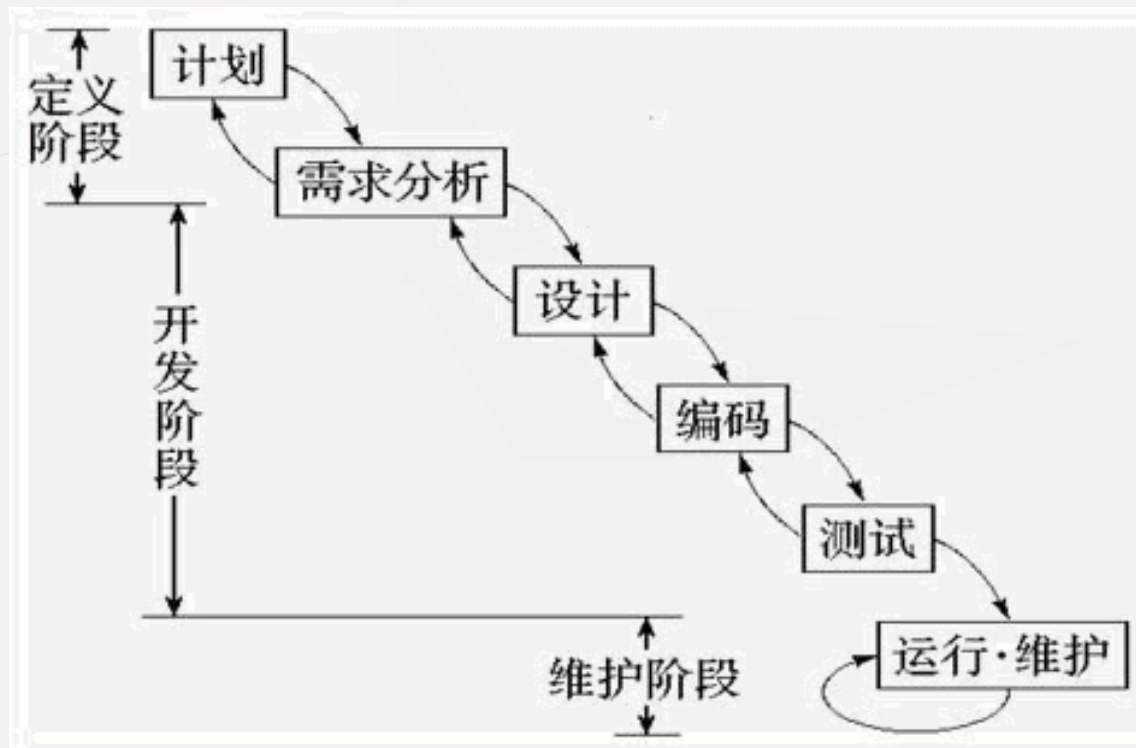 计划
定义
阶段
需求分析
设计
开
发
阶
段
编码
测试
运行·维护
维护阶段